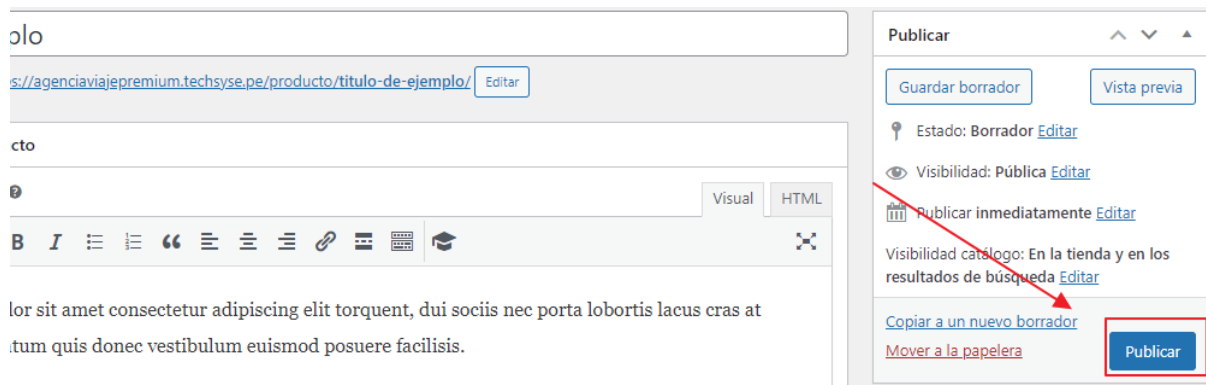 plo
s://agenciaviajepremium.techsyse.pe/producto/titulo-de-ejemplo/ Editar
cto
Visual HTML
lor sit amet consectetur adipiscing elit torquent, dui sociis nec porta lobortis lacus cras at
tum quis donec vestibulum euismod posuere facilisis.
Publicar
Guardar borrador Vista previa
Estado: Borrador Editar
Visibilidad: Pública Editar
Publicar inmediatamente Editar
Visibilidad catálogo: En la tienda y en los
resultados de búsqueda Editar
Copiar a un nuevo borrador
Mover a la papelera
Publicar